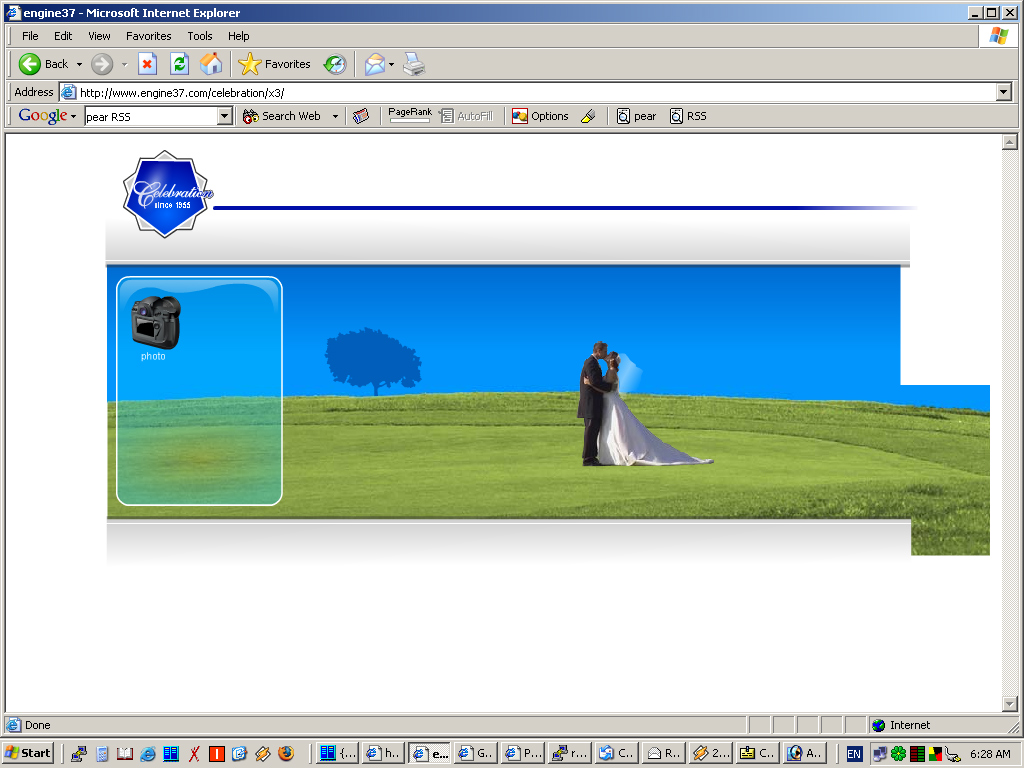 engine37 - Microsoft Internet Explorer
File Edit View Favorites Tools Help
Back Favorites
Address http://www.engine37.com/celebration/x3/
Google pear RSS Search Web PageRank AutoFill Options pear RSS
Celebration
since 1955
photo
Done Internet
Start {... h... e... G... P... r... C... R... 2... C... A... EN 6:28 AM